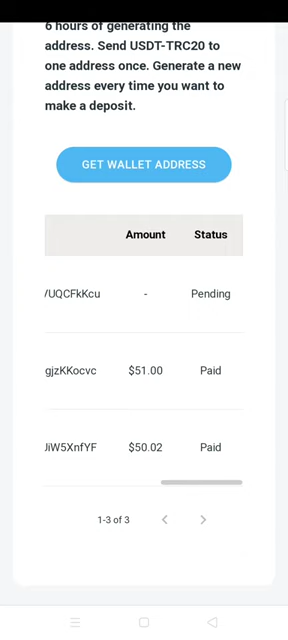 6 hours of generating the
address. Send USDT-TRC20 to
one address once. Generate a new
address every time you want to
make a deposit.
GET WALLET ADDRESS
Amount Status
/UQCFkKcu - Pending
gjzKKocvc $51.00 Paid
JiW5XnfYF $50.02 Paid
1-3 of 3